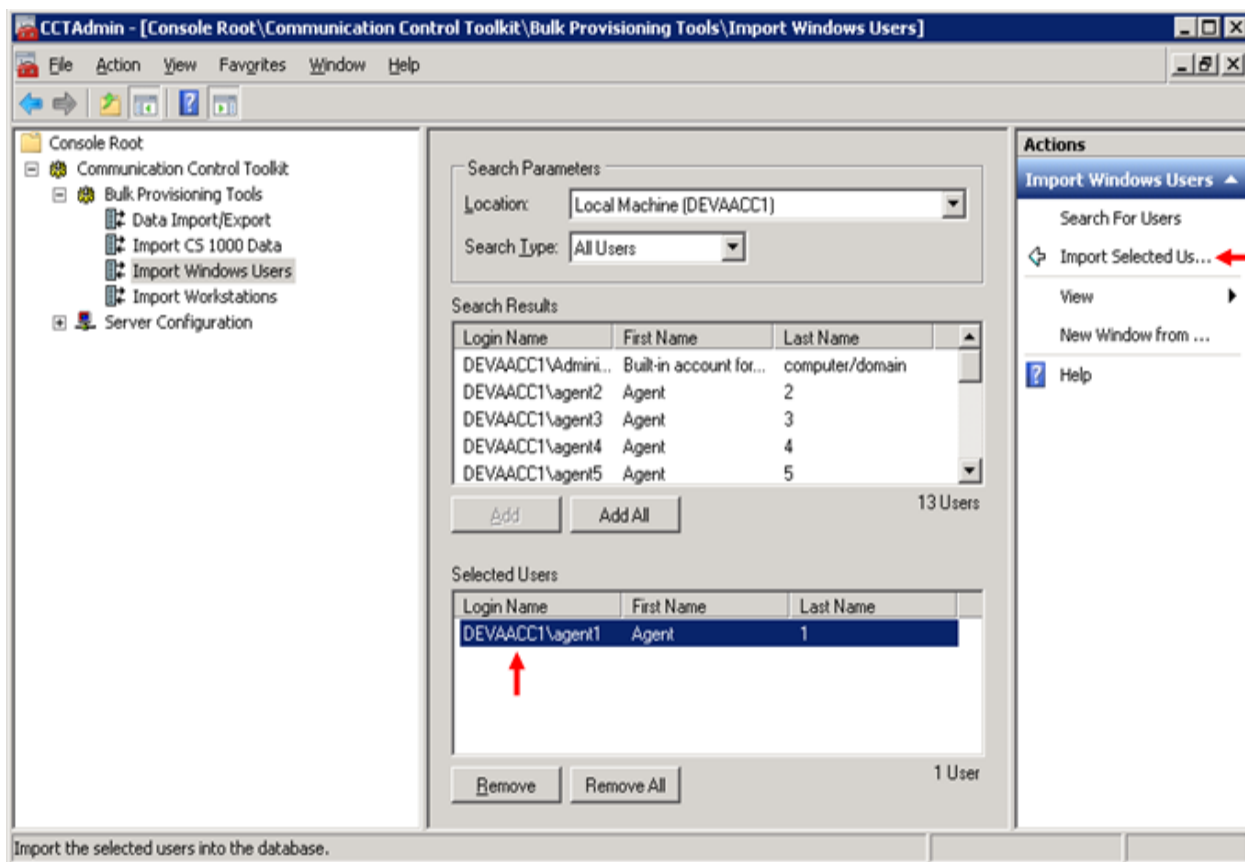 CCTAdmin - [Console Root\Communication Control Toolkit\Bulk Provisioning Tools\Import Windows Users]
File Action View Favorites Window Help
Console Root
Communication Control Toolkit
Bulk Provisioning Tools
Data Import/Export
Import CS 1000 Data
Import Windows Users
Import Workstations
Server Configuration
Search Parameters
Location: Local Machine (DEVAACC1)
Search Type: All Users
Search Results
Login Name First Name Last Name
DEVAACC1\Admini... Built-in account for... computer/domain
DEVAACC1\agent2 Agent 2
DEVAACC1\agent3 Agent 3
DEVAACC1\agent4 Agent 4
DEVAACC1\agent5 Agent 5
Add Add All 13 Users
Selected Users
Login Name First Name Last Name
DEVAACC1\agent1 Agent 1
Remove Remove All 1 User
Actions
Import Windows Users
Search For Users
Import Selected Us...
View
New Window from ...
Help
Import the selected users into the database.